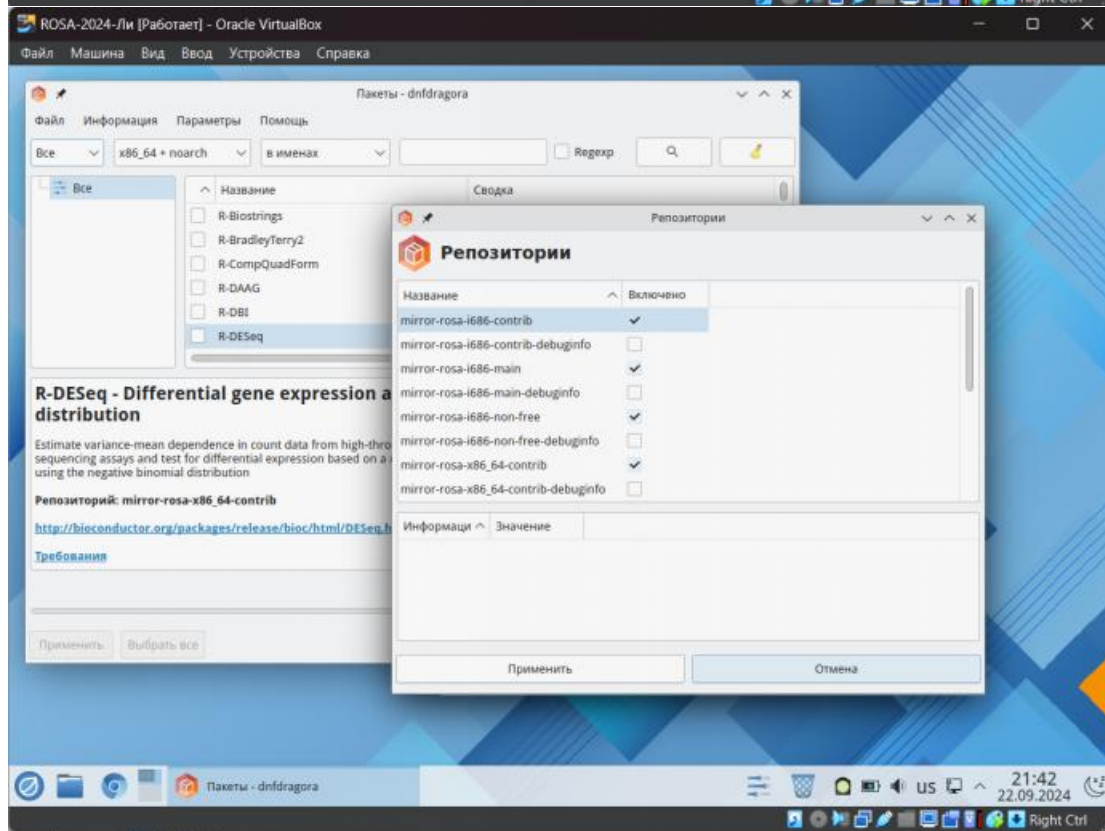 Right Ctrl
ROSA-2024-Ли [Работает] - Oracle VirtualBox
Файл Машина Вид Ввод Устройства Справка
Пакеты - dnfdragora
Файл Информация Параметры Помощь
Все x86_64 + noarch в именах Regexp
Все
Название Сводка
R-Biostrings
R-BradleyTerry2
R-CompQuadForm
R-DAAG
R-DBI
R-DESeq
R-DESeq - Differential gene expression a
distribution
Estimate variance-mean dependence in count data from high-thro
sequencing assays and test for differential expression based on a
using the negative binomial distribution
Репозиторий: mirror-rosa-x86_64-contrib
http://bioconductor.org/packages/release/bioc/html/DESeq.h
Требования
Применить Выбрать все
Репозитории
Репозитории
Название Включено
mirror-rosa-i686-contrib
mirror-rosa-i686-contrib-debuginfo
mirror-rosa-i686-main
mirror-rosa-i686-main-debuginfo
mirror-rosa-i686-non-free
mirror-rosa-i686-non-free-debuginfo
mirror-rosa-x86_64-contrib
mirror-rosa-x86_64-contrib-debuginfo
Информаци Значение
Применить Отмена
Пакеты - dnfdragora
US
21:42
22.09.2024
Right Ctrl